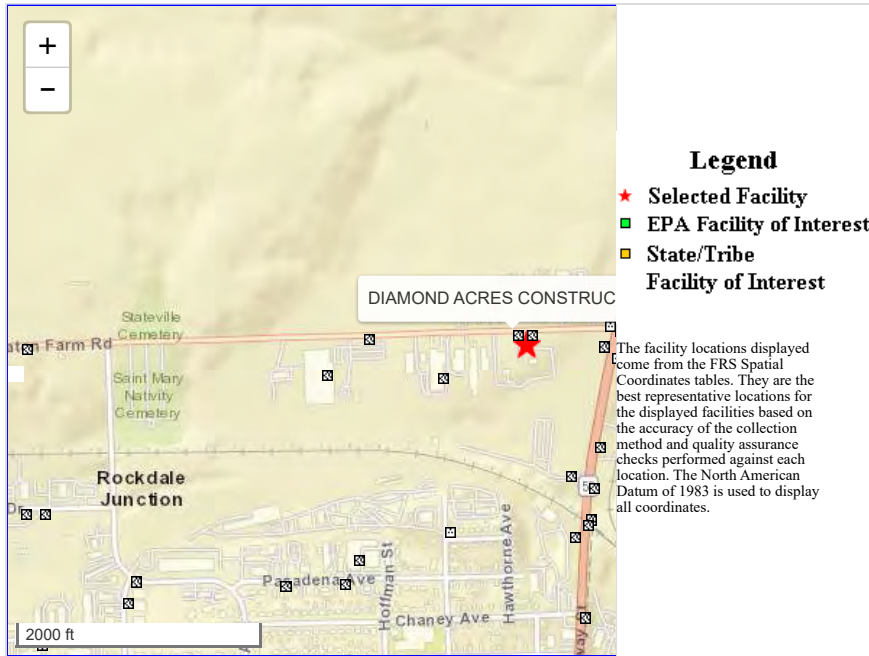 +
−
Legend
Selected Facility
EPA Facility of Interest
State/Tribe
Facility of Interest
DIAMOND ACRES CONSTRUC
Stateville
Cemetery
Farm Rd
Saint Mary
Nativity
Cemetery
The facility locations displayed
come from the FRS Spatial
Coordinates tables. They are the
best representative locations for
the displayed facilities based on
the accuracy of the collection
method and quality assurance
checks performed against each
location. The North American
Datum of 1983 is used to display
all coordinates.
Rockdale
Junction
5
Hawthorne Ave
Hoffman St
Pasadena Ave
Chaney Ave
2000 ft